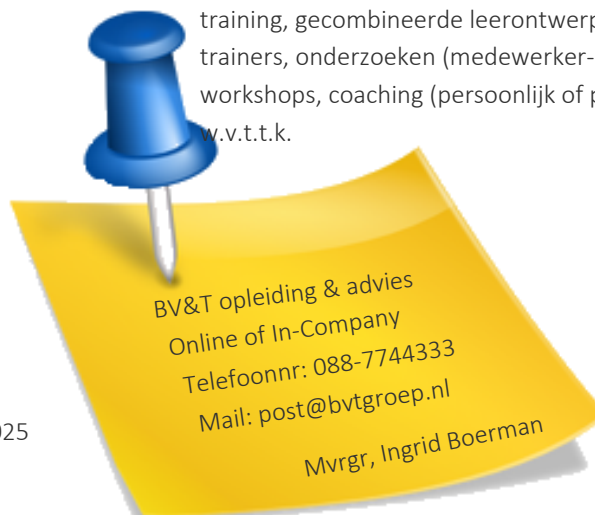 training, gecombineerde leerontwerp
trainers, onderzoeken (medewerker-
workshops, coaching (persoonlijk of p
w.v.t.t.k.
BV&T opleiding & advies
Online of In-Company
Telefoonnr: 088-7744333
Mail: post@bvtgroep.nl
025
Mvrgr, Ingrid Boerman